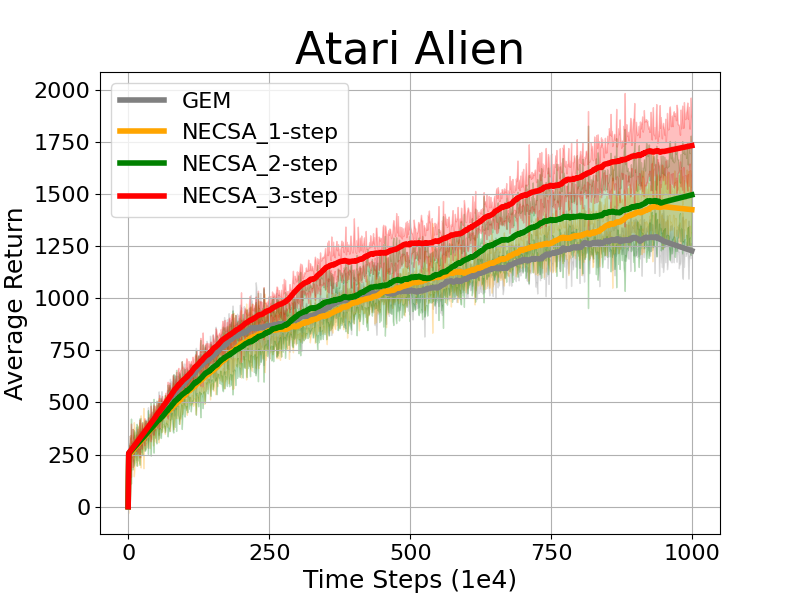 Atari Alien
2000
1750
1500
1250
1000
750
500
250
0
Average Return
GEM
NECSA_1-step
NECSA_2-step
NECSA_3-step
0 250 500 750 1000
Time Steps (1e4)